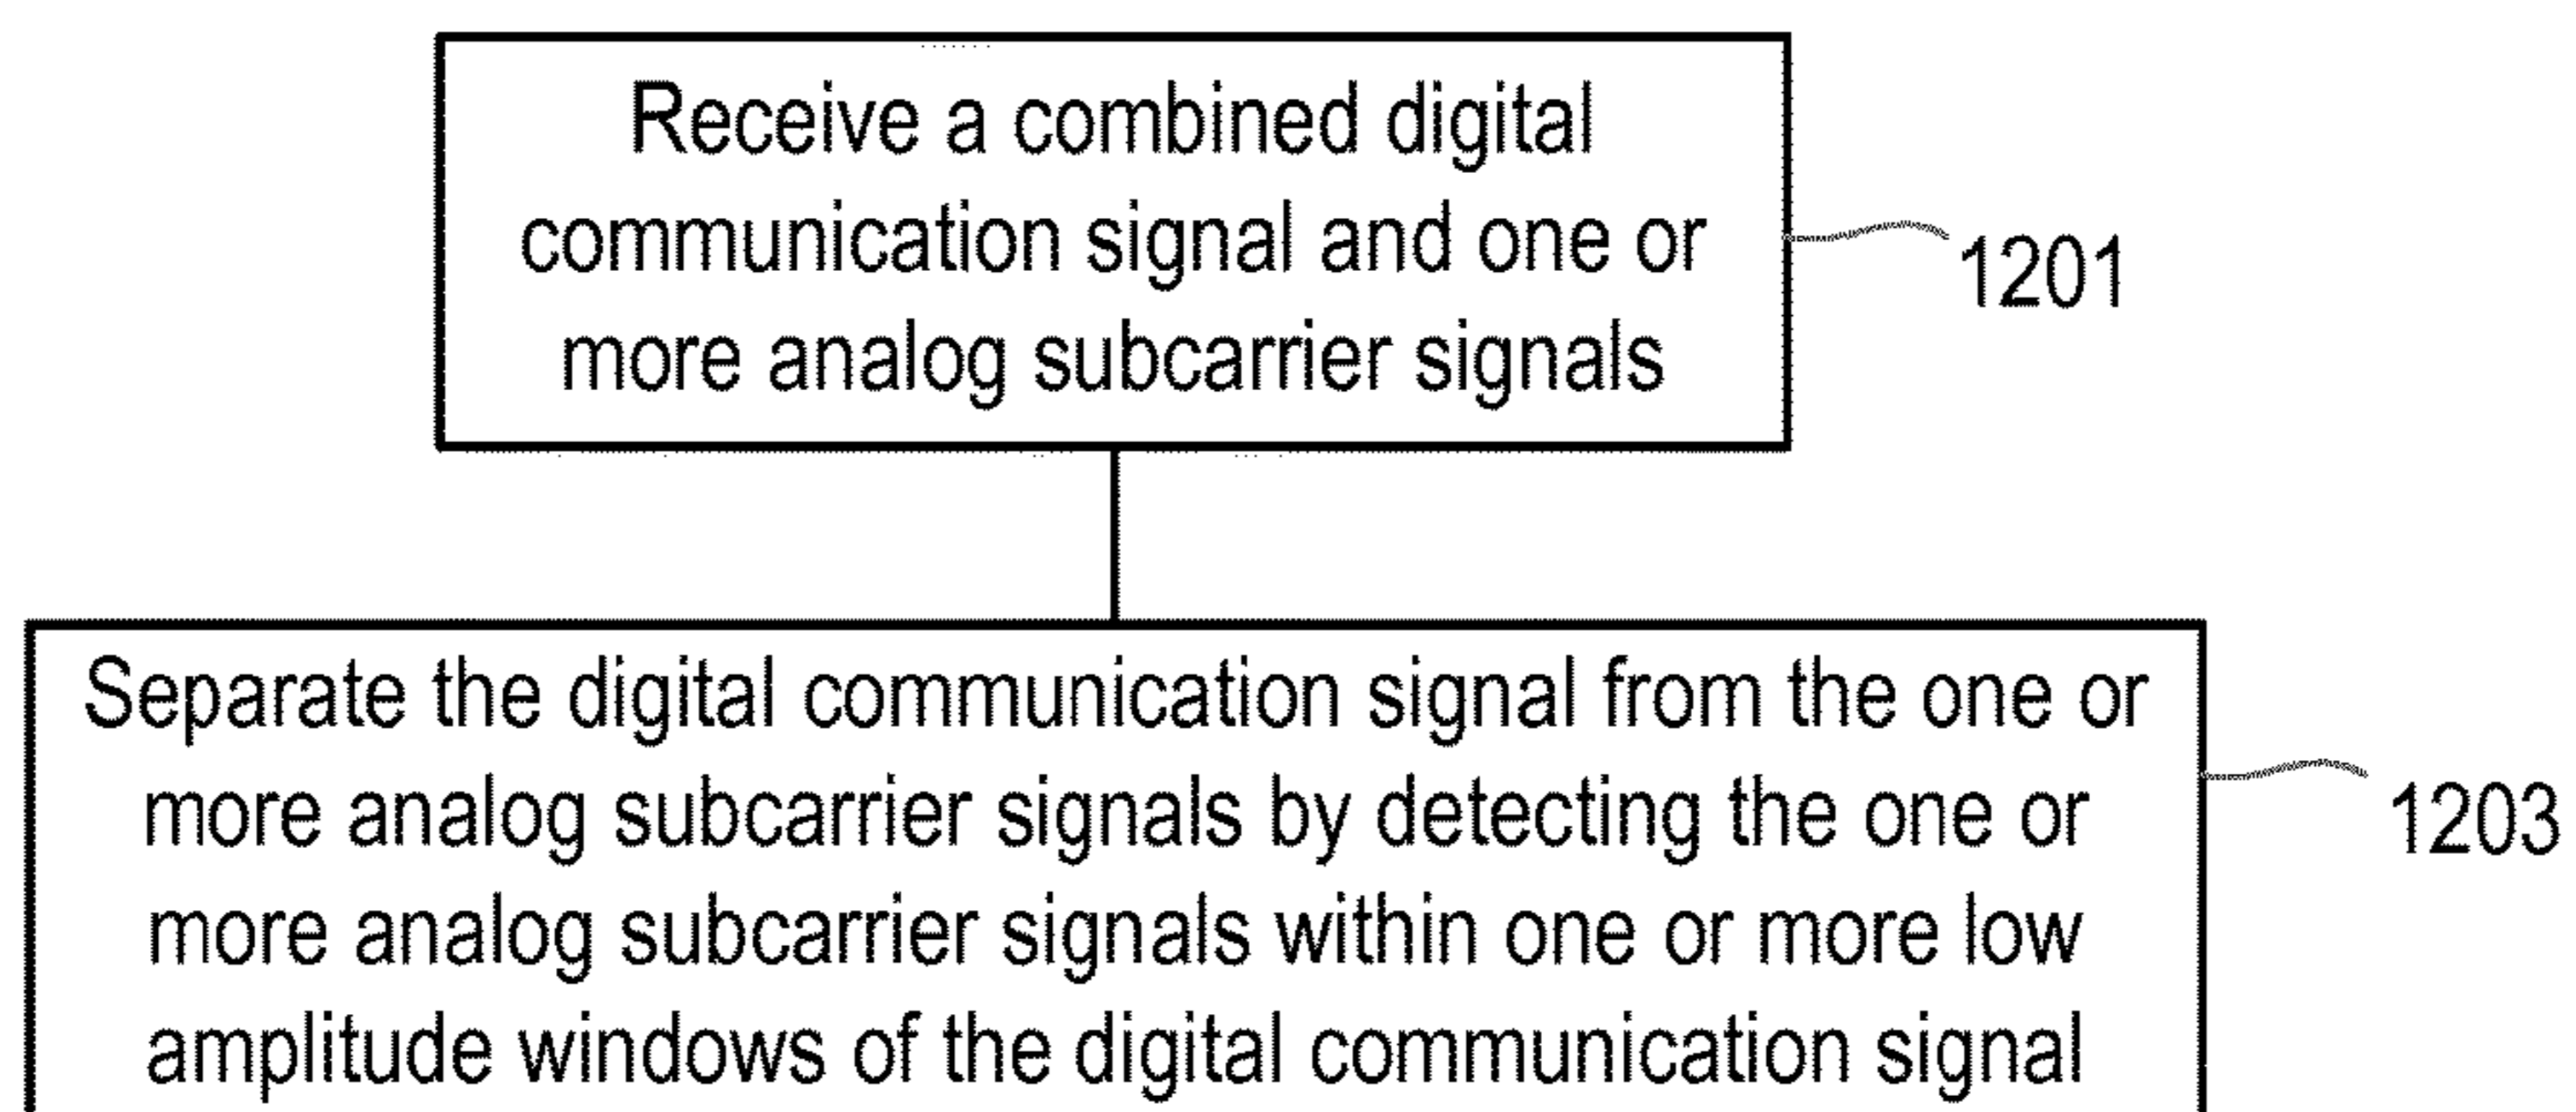 Receive a combined digital
communication signal and one or
more analog subcarrier signals
1201
Separate the digital communication signal from the one or
more analog subcarrier signals by detecting the one or
more analog subcarrier signals within one or more low
amplitude windows of the digital communication signal
1203